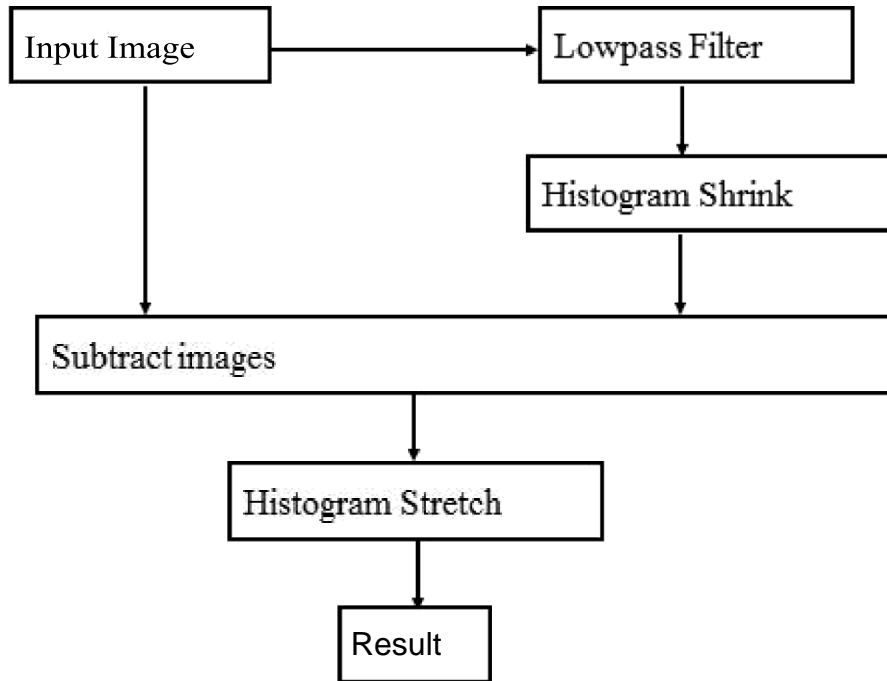 Input Image
Lowpass Filter
Histogram Shrink
Subtract images
Histogram Stretch
Result